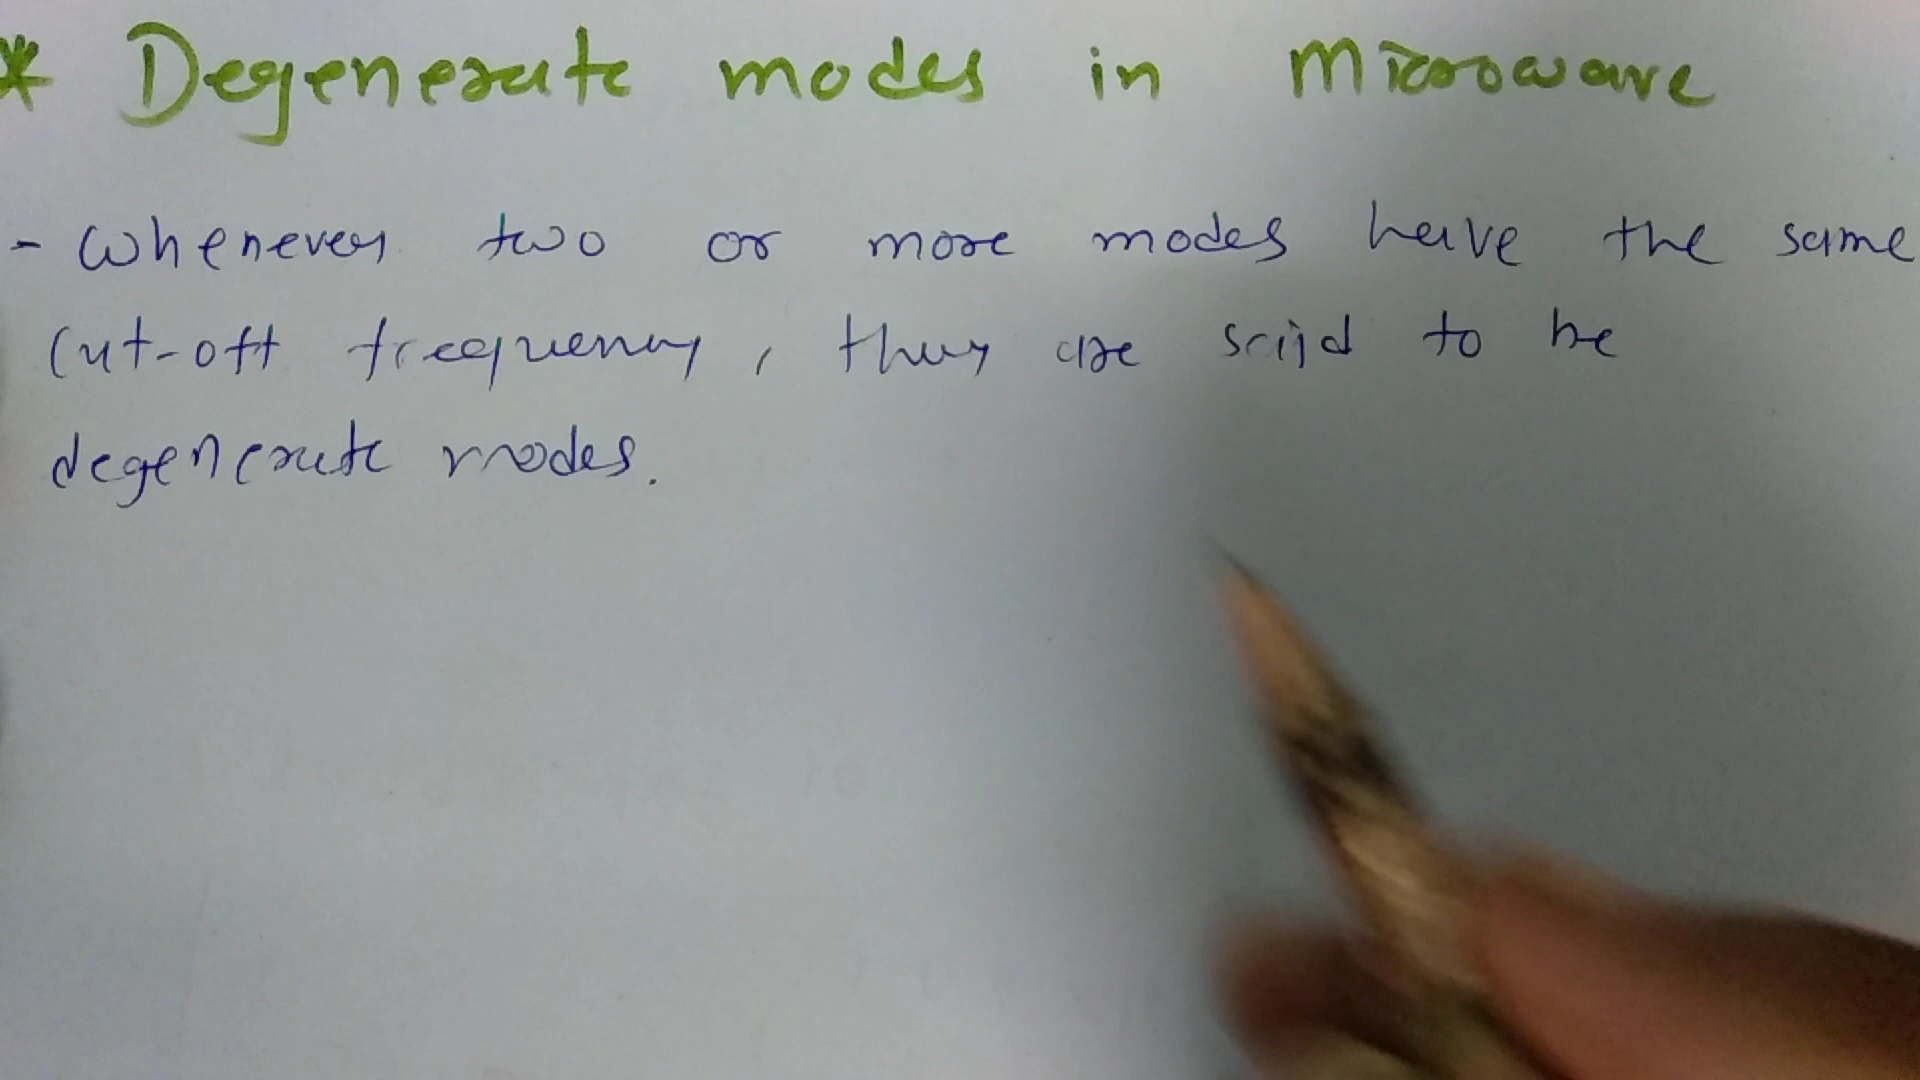 * Degenerate modes in Microwave
- Whenever two or more modes have the same
cut-off frequency, they are said to be
degenerate modes.